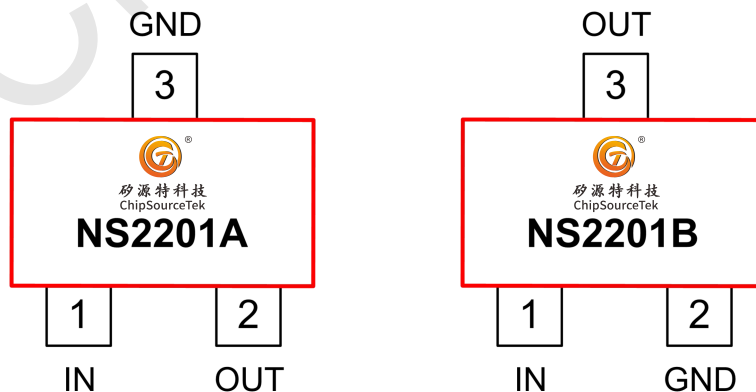 GND
3
®
矽源特科技
ChipSourceTek
NS2201A
1
2
IN
OUT
OUT
3
®
矽源特科技
ChipSourceTek
NS2201B
1
2
IN
GND